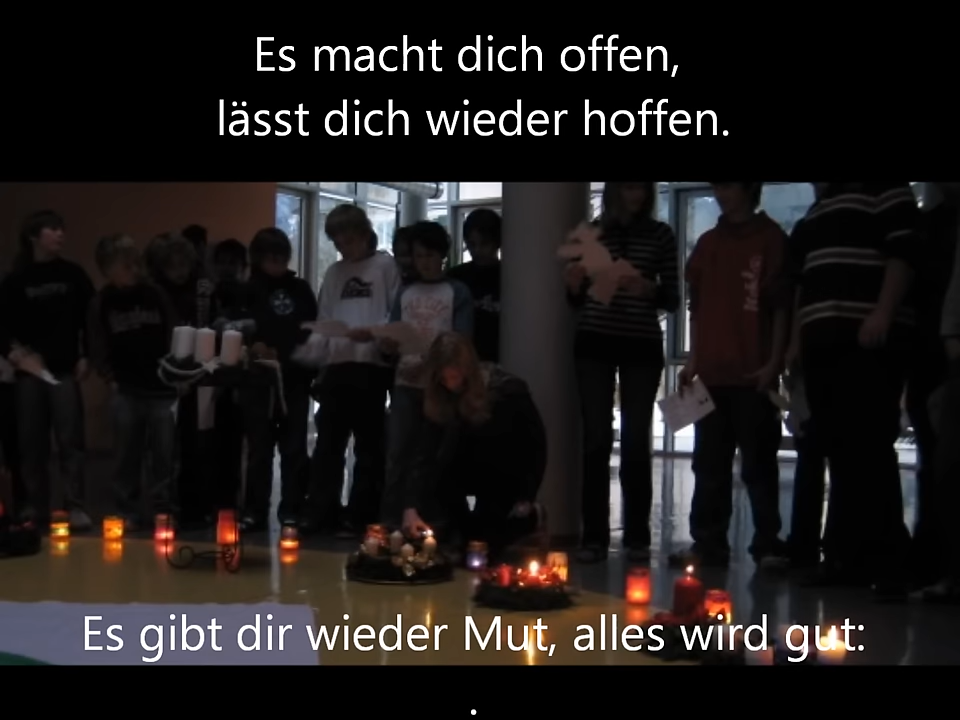 Es macht dich offen,
lässt dich wieder hoffen.
Es gibt dir wieder Mut, alles wird gut:
.